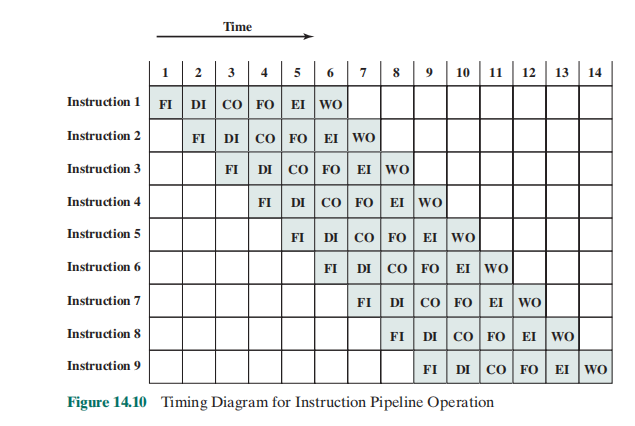 Time
1 2 3 4 5 6 7 8 9 10 11 12 13 14
Instruction 1 FI DI CO FO EI WO
Instruction 2 FI DI CO FO EI WO
Instruction 3 FI DI CO FO EI WO
Instruction 4 FI DI CO FO EI WO
Instruction 5 FI DI CO FO EI WO
Instruction 6 FI DI CO FO EI WO
Instruction 7 FI DI CO FO EI WO
Instruction 8 FI DI CO FO EI WO
Instruction 9 FI DI CO FO EI WO
Figure 14.10 Timing Diagram for Instruction Pipeline Operation